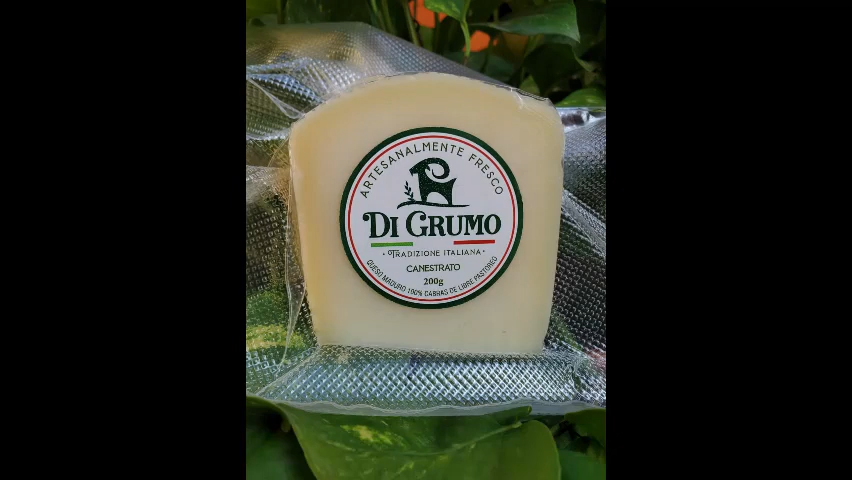 ARTESANALMENTE FRESCO
DI GRUMO
TRADIZIONE ITALIANA
CANESTRATO
200g
QUESO MADURO 100% CABRAS DE LIBRE PASTOREO